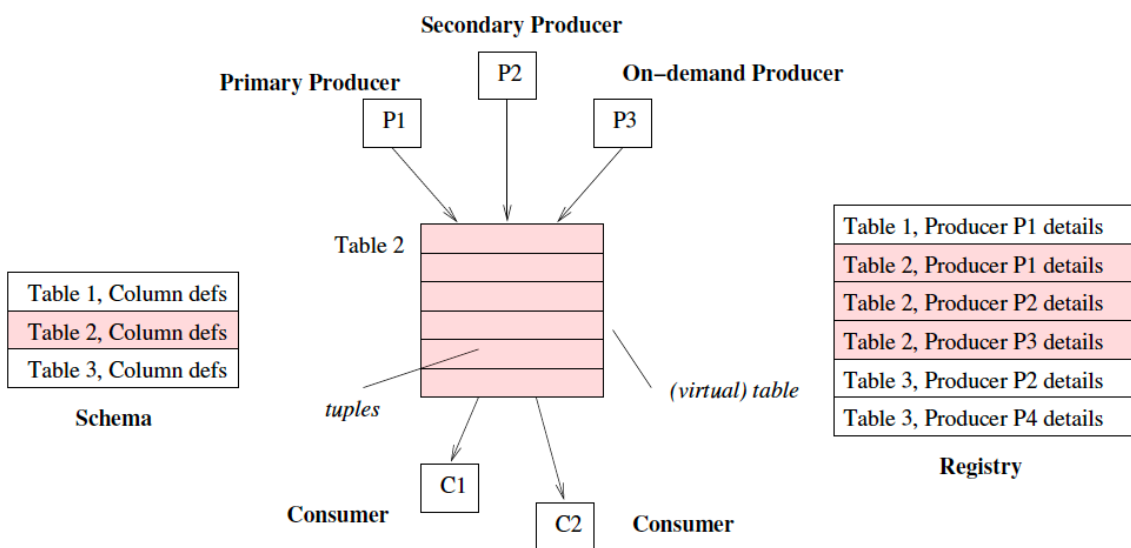 Secondary Producer
P2
Primary Producer
On-demand Producer
P1
P3
Table 2
Table 1, Column defs
Table 2, Column defs
Table 3, Column defs
Schema
tuples
(virtual) table
Table 1, Producer P1 details
Table 2, Producer P1 details
Table 2, Producer P2 details
Table 2, Producer P3 details
Table 3, Producer P2 details
Table 3, Producer P4 details
Registry
C1
Consumer
C2
Consumer